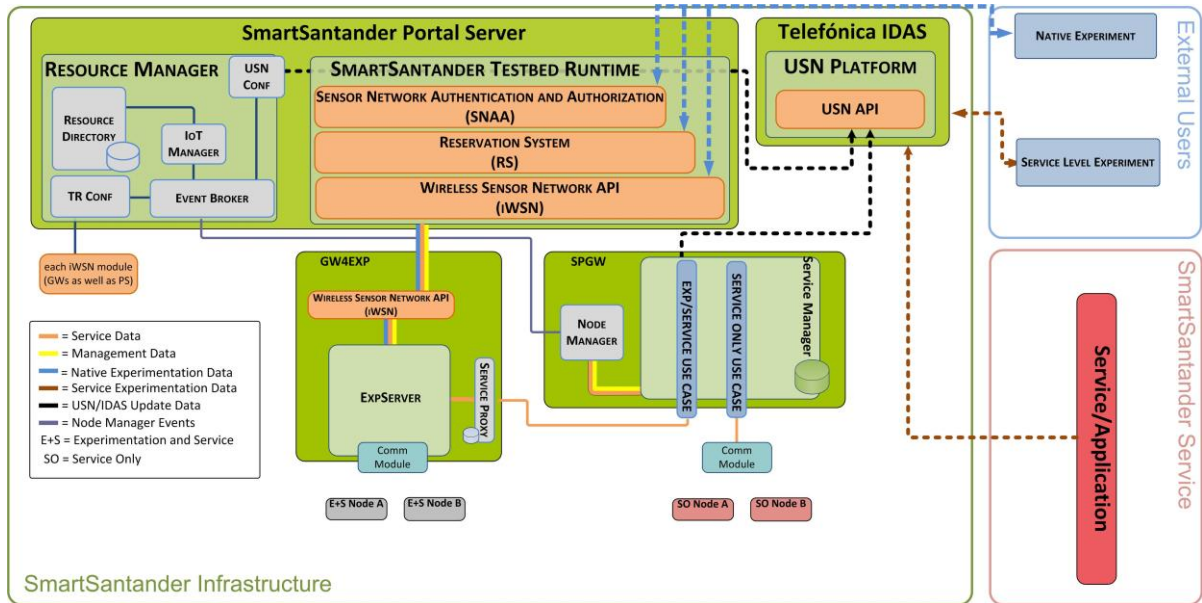 SmartSantander Portal Server
RESOURCE MANAGER
USN
CONF
RESOURCE
DIRECTORY
IOT
MANAGER
TR CONF
EVENT BROKER
SMARTSANTANDER TESTBED RUNTIME
SENSOR NETWORK AUTHENTICATION AND AUTHORIZATION
(SNAA)
RESERVATION SYSTEM
(RS)
WIRELESS SENSOR NETWORK API
(IWSN)
Telefónica IDAS
USN PLATFORM
USN API
External Users
NATIVE EXPERIMENT
SERVICE LEVEL EXPERIMENT
each iWSN module
(GWs as well as PS)
GW4EXP
WIRELESS SENSOR NETWORK API
(iWSN)
EXPSERVER
SERVICE PROXY
Comm
Module
E+S Node A
E+S Node B
SPGW
NODE
MANAGER
EXP/SERVICE USE CASE
SERVICE ONLY USE CASE
Service Manager
Comm
Module
SO Node A
SO Node B
SmartSantander Service
Service/Application
= Service Data
= Management Data
= Native Experimentation Data
= Service Experimentation Data
= USN/IDAS Update Data
= Node Manager Events
E+S = Experimentation and Service
SO = Service Only
SmartSantander Infrastructure